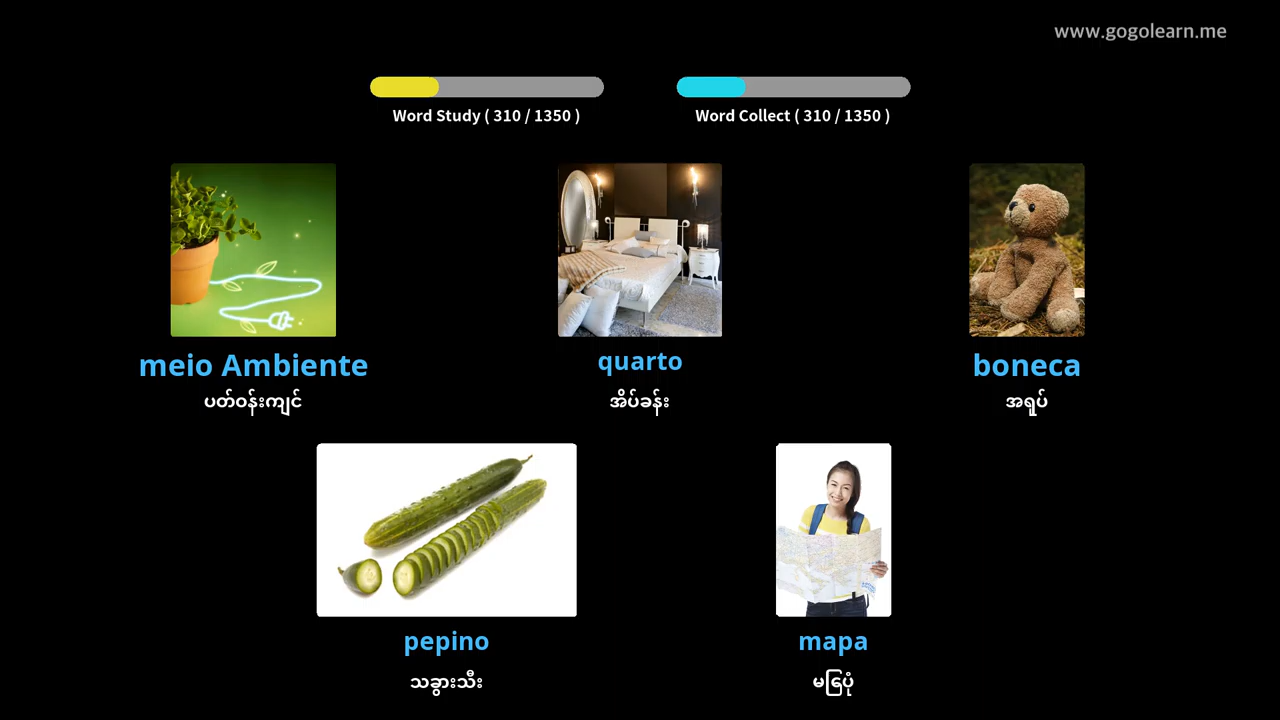 www.gogolearn.me
Word Study ( 310 / 1350 )
Word Collect ( 310 / 1350 )
meio Ambiente
ပတ်ဝန်းကျင်
quarto
အိပ်ခန်း
boneca
အရုပ်
pepino
သခွားသီး
mapa
မြေပုံ